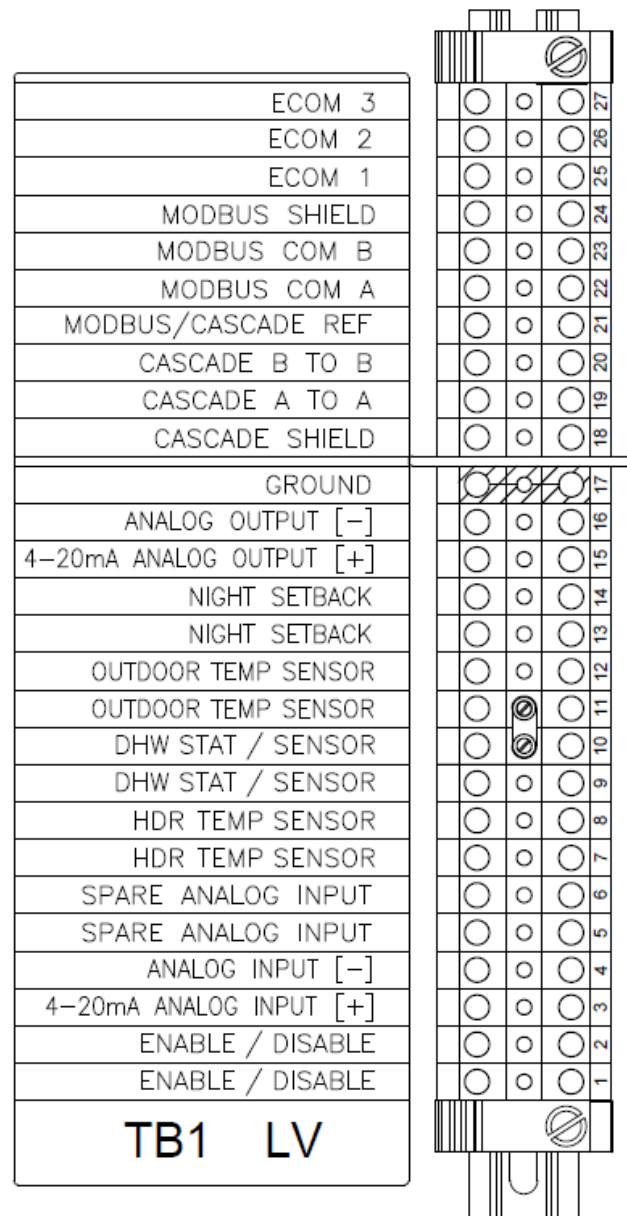 ECOM 3 27
ECOM 2 26
ECOM 1 25
MODBUS SHIELD 24
MODBUS COM B 23
MODBUS COM A 22
MODBUS/CASCADE REF 21
CASCADE B TO B 20
CASCADE A TO A 19
CASCADE SHIELD 18
GROUND 17
ANALOG OUTPUT [−] 16
4−20mA ANALOG OUTPUT [+] 15
NIGHT SETBACK 14
NIGHT SETBACK 13
OUTDOOR TEMP SENSOR 12
OUTDOOR TEMP SENSOR 11
DHW STAT / SENSOR 10
DHW STAT / SENSOR 9
HDR TEMP SENSOR 8
HDR TEMP SENSOR 7
SPARE ANALOG INPUT 6
SPARE ANALOG INPUT 5
ANALOG INPUT [−] 4
4−20mA ANALOG INPUT [+] 3
ENABLE / DISABLE 2
ENABLE / DISABLE 1
TB1 LV